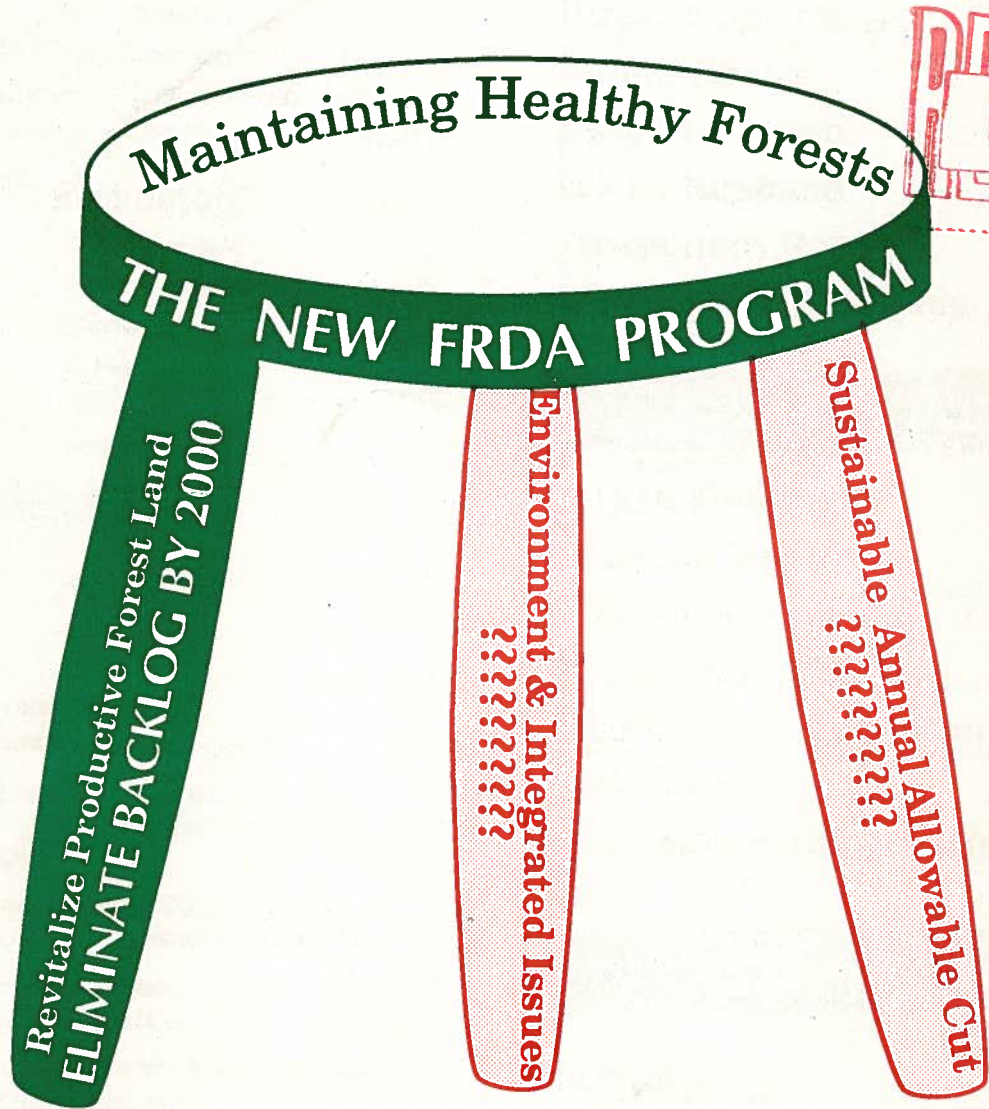 Maintaining Healthy Forests
THE NEW FRDA PROGRAM
Revitalize Productive Forest Land
ELIMINATE BACKLOG BY 2000
Environment & Integrated Issues
??????????
Sustainable Annual Allowable Cut
??????????